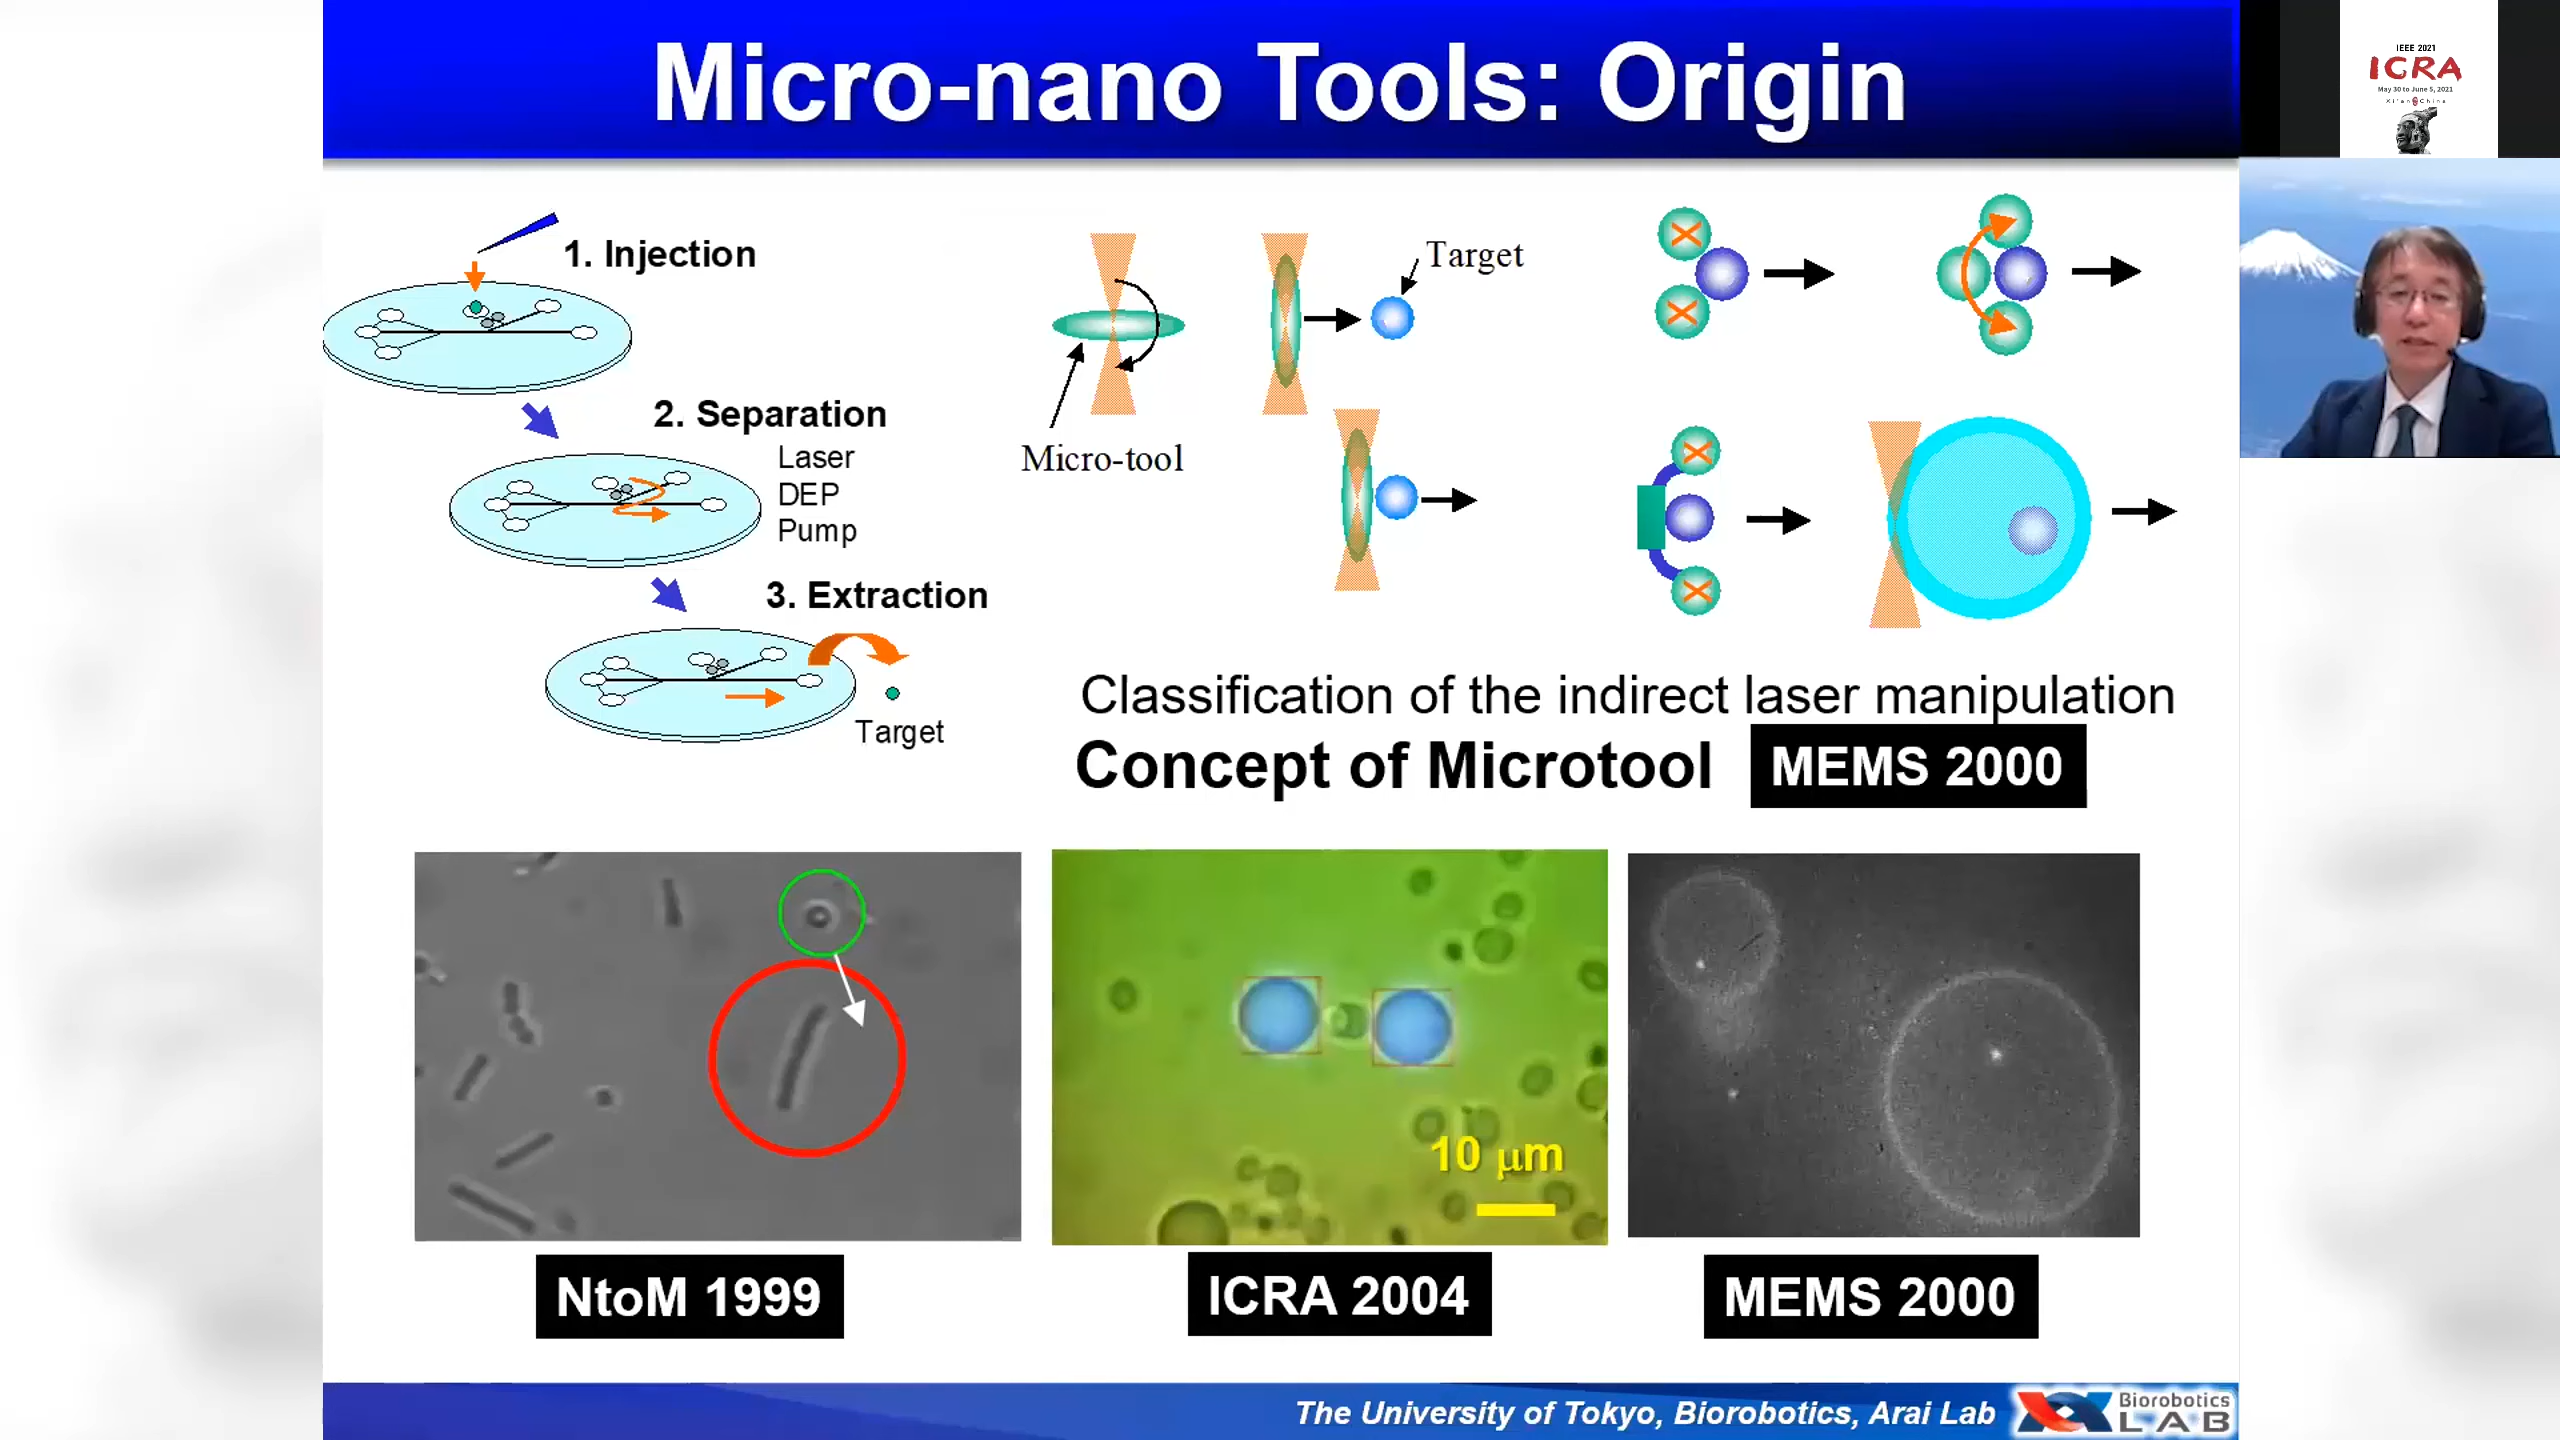 Micro-nano Tools: Origin
IEEE 2021
ICRA
May 30 to June 5, 2021
Xi'an China
1. Injection
2. Separation
Laser
DEP
Pump
3. Extraction
Target
Target
Micro-tool
Classification of the indirect laser manipulation
Concept of Microtool
MEMS 2000
10 μm
NtoM 1999
ICRA 2004
MEMS 2000
The University of Tokyo, Biorobotics, Arai Lab
Biorobotics
LAB